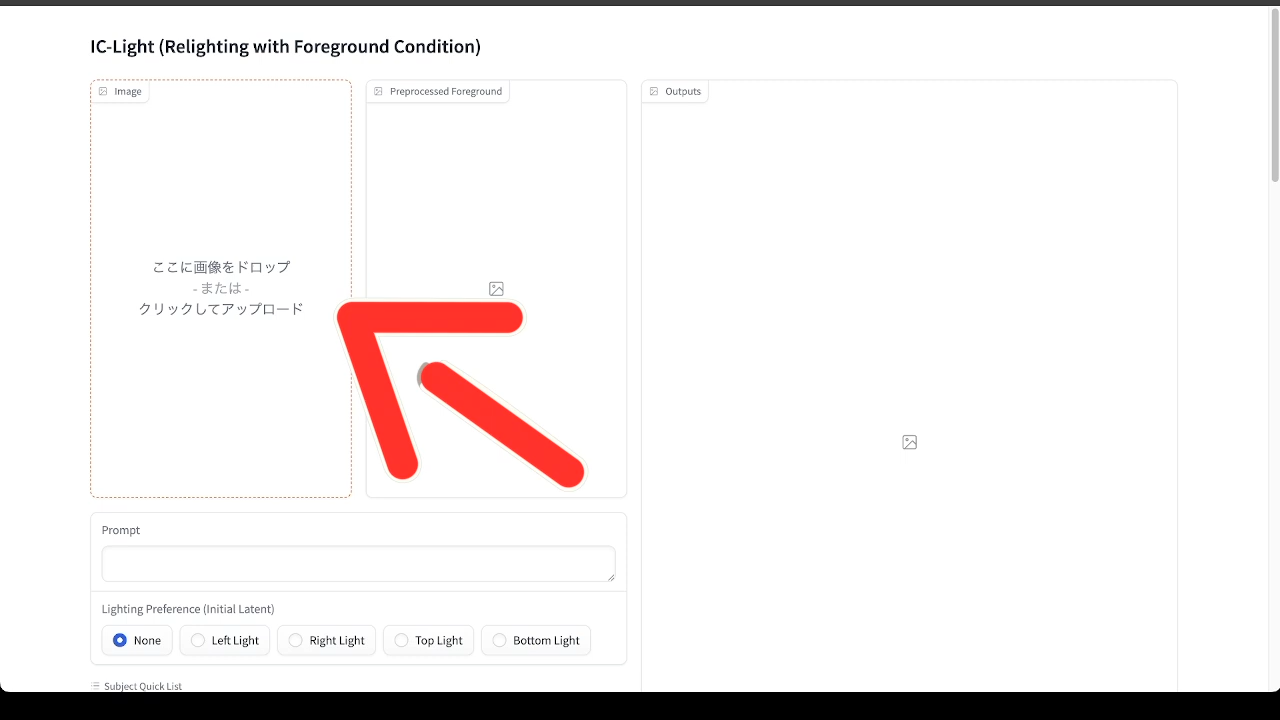 IC-Light (Relighting with Foreground Condition)
Image
Preprocessed Foreground
Outputs
ここに画像をドロップ
- または -
クリックしてアップロード
Prompt
Lighting Preference (Initial Latent)
None
Left Light
Right Light
Top Light
Bottom Light
Subject Quick List